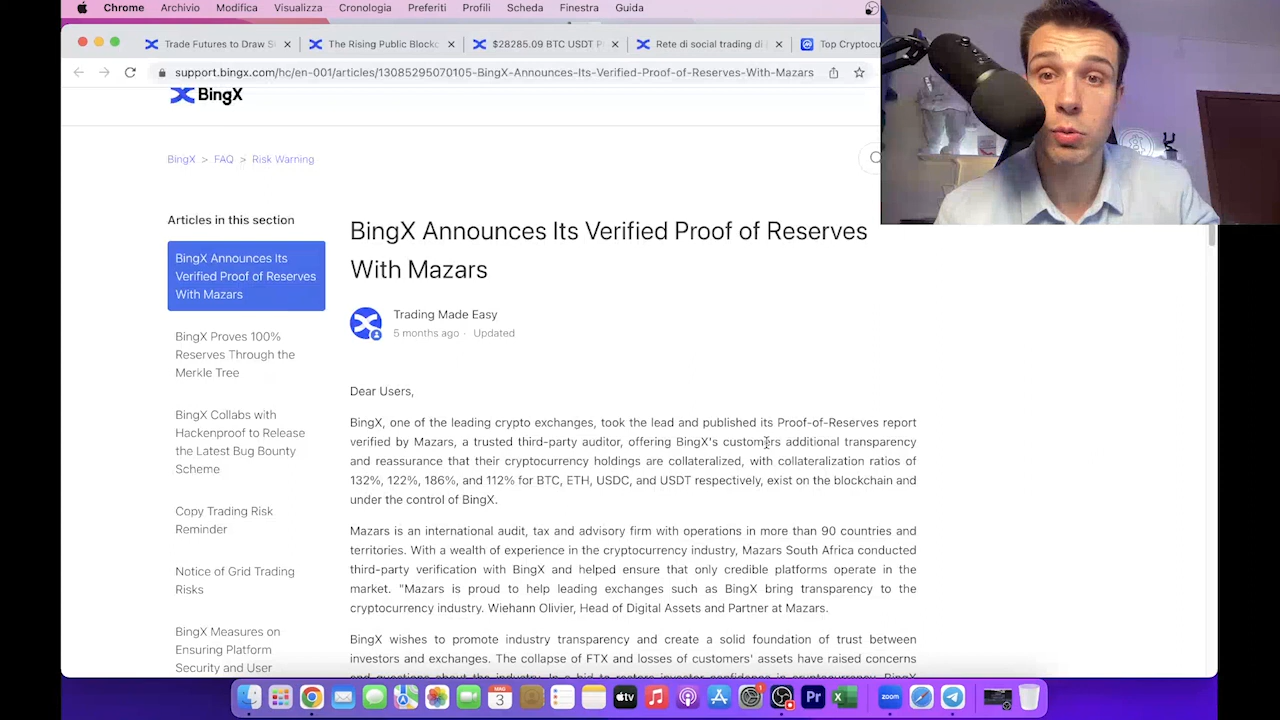 Chrome Archivio Modifica Visualizza Cronologia Preferiti Profili Scheda Finestra Guida
Trade Futures to Draw
The Rising Public Blockc
$28285.09 BTC USDT P
Rete di social trading di
Top Cryptocu
support.bingx.com/hc/en-001/articles/13085295070105-BingX-Announces-Its-Verified-Proof-of-Reserves-With-Mazars
BingX
BingX > FAQ > Risk Warning
Articles in this section
BingX Announces Its
Verified Proof of Reserves
With Mazars
BingX Proves 100%
Reserves Through the
Merkle Tree
BingX Collabs with
Hackenproof to Release
the Latest Bug Bounty
Scheme
Copy Trading Risk
Reminder
Notice of Grid Trading
Risks
BingX Measures on
Ensuring Platform
Security and User
BingX Announces Its Verified Proof of Reserves
With Mazars
Trading Made Easy
5 months ago · Updated
Dear Users,
BingX, one of the leading crypto exchanges, took the lead and published its Proof-of-Reserves report
verified by Mazars, a trusted third-party auditor, offering BingX's customers additional transparency
and reassurance that their cryptocurrency holdings are collateralized, with collateralization ratios of
132%, 122%, 186%, and 112% for BTC, ETH, USDC, and USDT respectively, exist on the blockchain and
under the control of BingX.
Mazars is an international audit, tax and advisory firm with operations in more than 90 countries and
territories. With a wealth of experience in the cryptocurrency industry, Mazars South Africa conducted
third-party verification with BingX and helped ensure that only credible platforms operate in the
market. "Mazars is proud to help leading exchanges such as BingX bring transparency to the
cryptocurrency industry. Wiehann Olivier, Head of Digital Assets and Partner at Mazars.
BingX wishes to promote industry transparency and create a solid foundation of trust between
investors and exchanges. The collapse of FTX and losses of customers' assets have raised concerns
MAG
3
tv
Pr
zoom